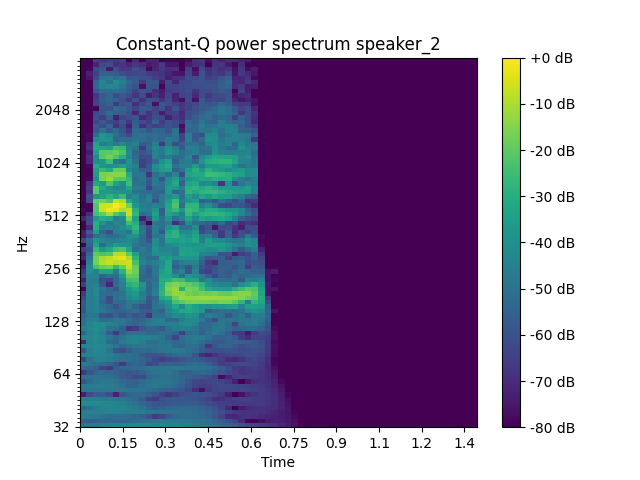 Constant-Q power spectrum speaker_2
Hz
2048
1024
512
256
128
64
32
0 0.15 0.3 0.45 0.6 0.75 0.9 1.1 1.2 1.4
Time
+0 dB
-10 dB
-20 dB
-30 dB
-40 dB
-50 dB
-60 dB
-70 dB
-80 dB